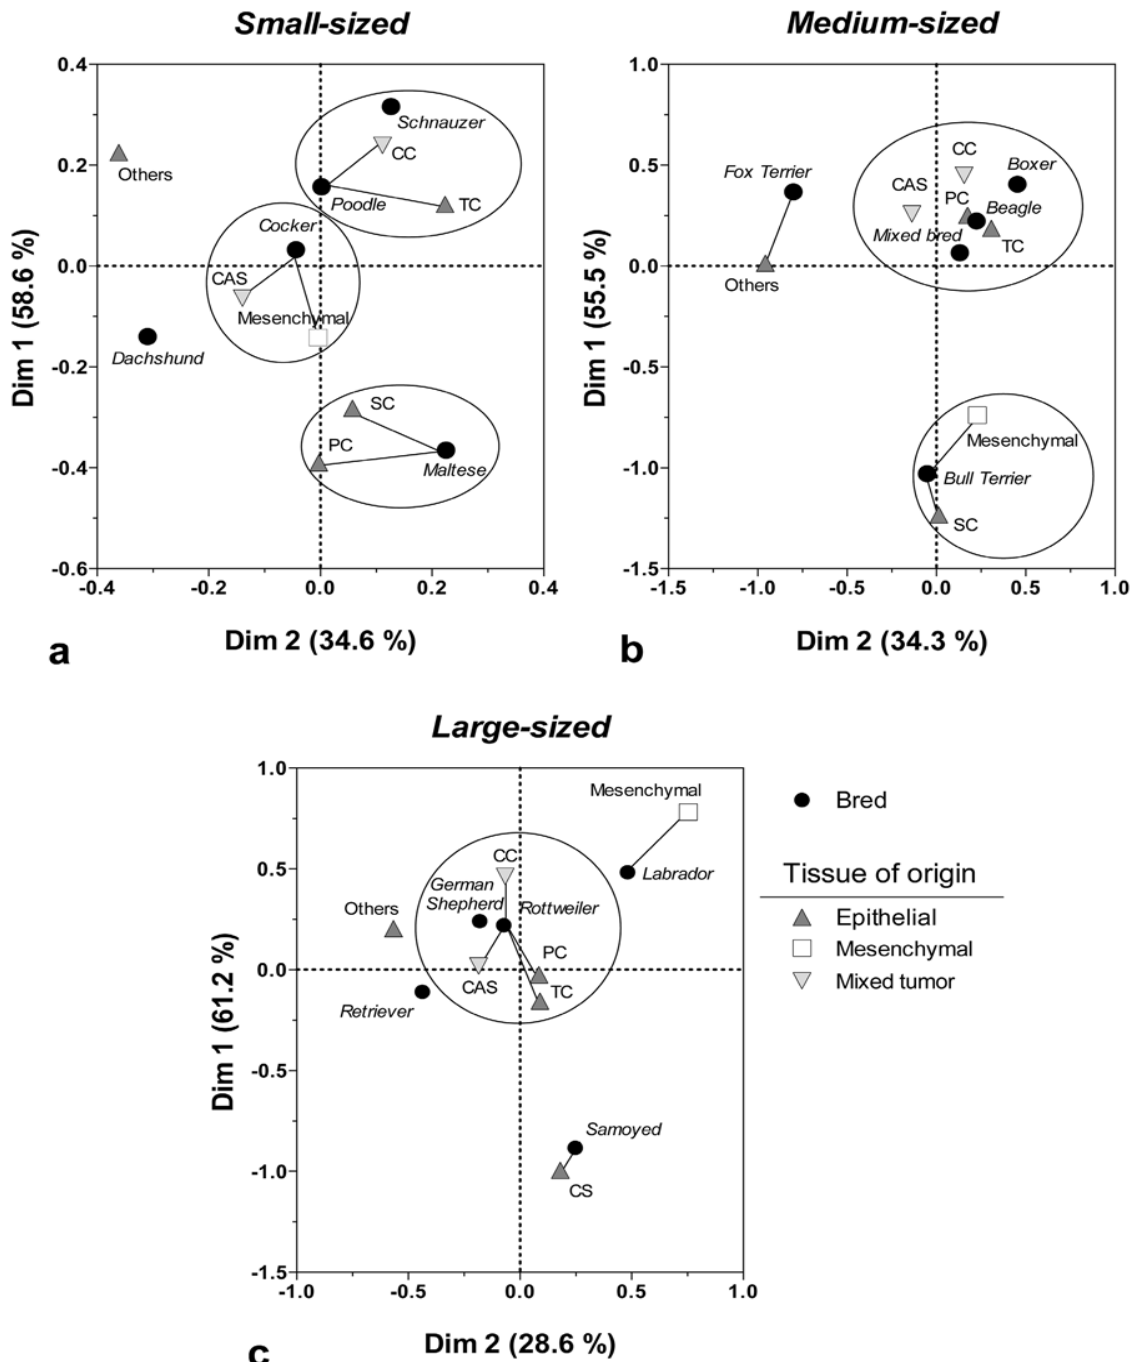 Small-sized
0.4
0.2
0.0
-0.2
-0.4
-0.6
-0.4
-0.2
0.0
0.2
0.4
Dim 1 (58.6 %)
Dim 2 (34.6 %)
Schnauzer
CC
Others
Poodle
TC
Cocker
CAS
Mesenchymal
Dachshund
SC
PC
Maltese
a
Medium-sized
1.0
0.5
0.0
-0.5
-1.0
-1.5
-1.5
-1.0
-0.5
0.0
0.5
1.0
Dim 1 (55.5 %)
Dim 2 (34.3 %)
CC
Boxer
Fox Terrier
CAS
PC
Beagle
Mixed bred
TC
Others
Mesenchymal
Bull Terrier
SC
b
Large-sized
1.0
0.5
0.0
-0.5
-1.0
-1.5
-1.0
-0.5
0.0
0.5
1.0
Dim 1 (61.2 %)
Dim 2 (28.6 %)
Mesenchymal
CC
Labrador
German
Shepherd
Rottweiler
Others
PC
CAS
TC
Retriever
Samoyed
CS
c
Bred
Tissue of origin
Epithelial
Mesenchymal
Mixed tumor